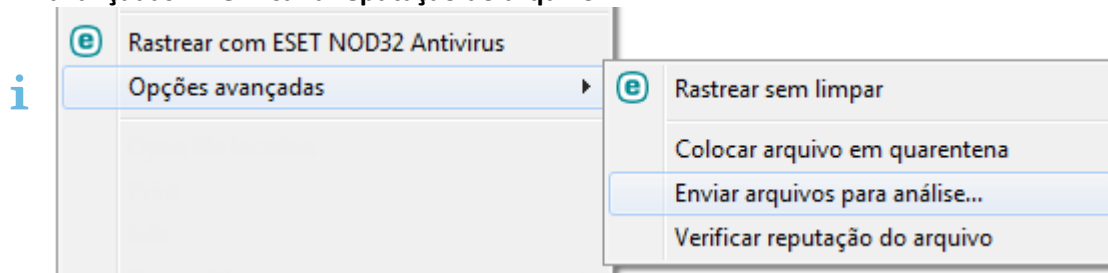 Rastrear com ESET NOD32 Antivirus
Opções avançadas
Rastrear sem limpar
Colocar arquivo em quarentena
Enviar arquivos para análise...
Verificar reputação do arquivo